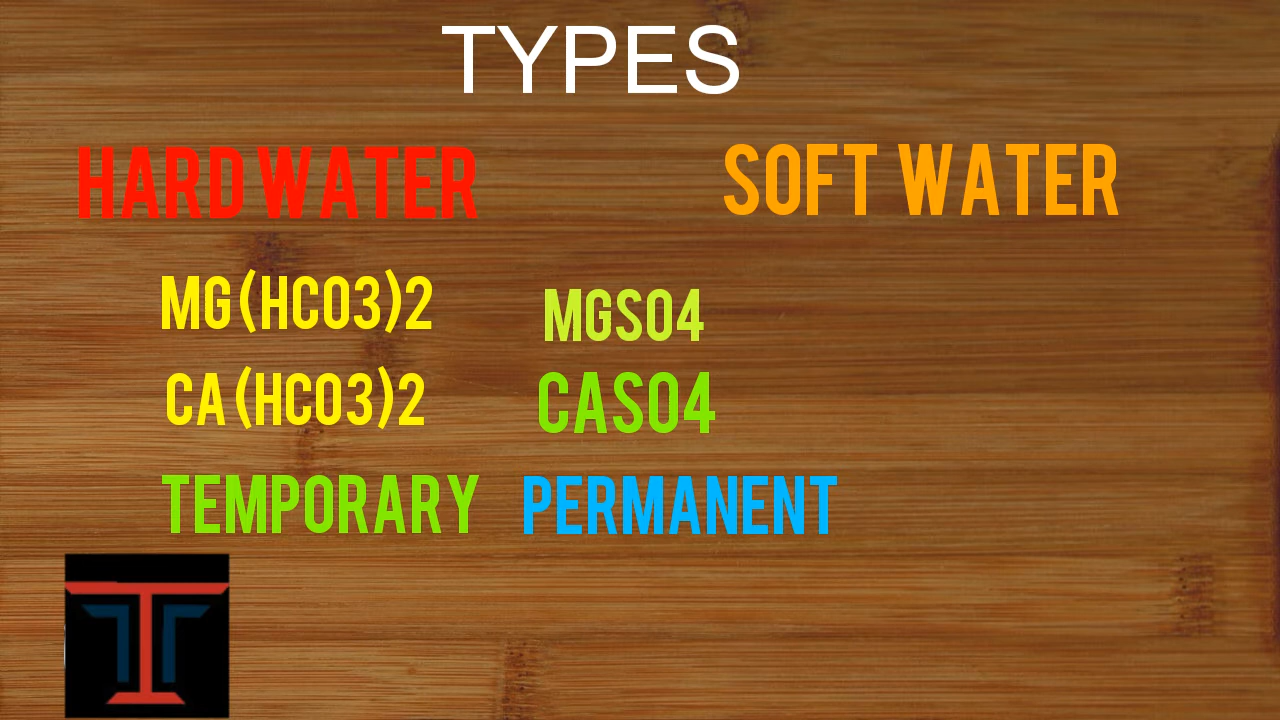 TYPES
HARD WATER SOFT WATER
MG(HCO3)2 MGSO4
CA(HCO3)2 CASO4
TEMPORARY PERMANENT